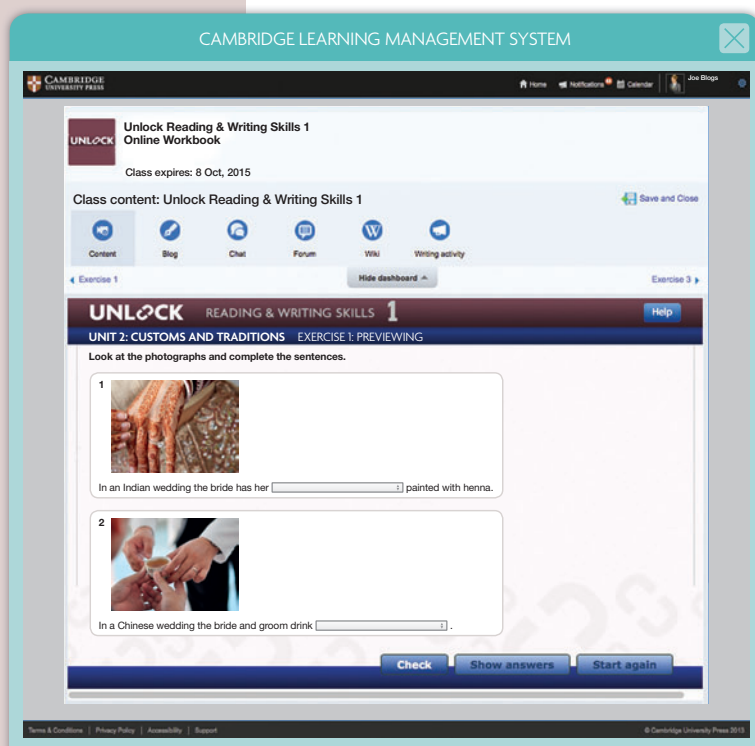 CAMBRIDGE LEARNING MANAGEMENT SYSTEM
CAMBRIDGE
UNIVERSITY PRESS
Home Notifications Calendar Joe Blogs
UNLOCK
Unlock Reading & Writing Skills 1
Online Workbook
Class expires: 8 Oct, 2015
Class content: Unlock Reading & Writing Skills 1
Save and Close
Content Blog Chat Forum Wiki Writing activity
Exercise 1 Hide dashboard Exercise 3
UNLOCK READING & WRITING SKILLS 1 Help
UNIT 2: CUSTOMS AND TRADITIONS EXERCISE 1: PREVIEWING
Look at the photographs and complete the sentences.
1
In an Indian wedding the bride has her painted with henna.
2
In a Chinese wedding the bride and groom drink .
Check Show answers Start again
Terms & Conditions | Privacy Policy | Accessibility | Support © Cambridge University Press 2013